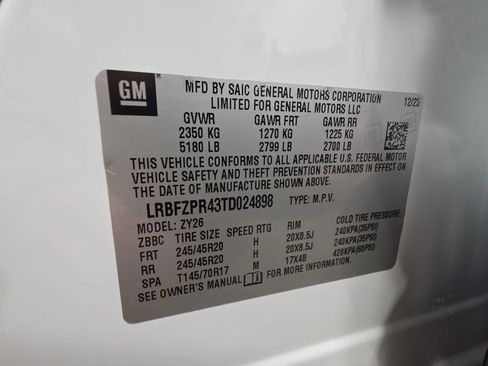 GM
MFD BY SAIC GENERAL MOTORS CORPORATION
LIMITED FOR GENERAL MOTORS LLC
12/25
GVWR GAWR FRT GAWR RR
2350 KG 1270 KG 1225 KG
5180 LB 2799 LB 2700 LB
THIS VEHICLE CONFORMS TO ALL APPLICABLE U.S. FEDERAL MOTOR
VEHICLE SAFETY AND THEFT PREVENTION STANDARDS IN EFFECT ON
THE DATE OF MANUFACTURE SHOWN ABOVE.
LRBFZPR43TD024898 TYPE: M.P.V.
MODEL: ZY26
ZBBC TIRE SIZE SPEED RTG RIM COLD TIRE PRESSURE
FRT 245/45R20 H 20X8.5J 240KPA(35PSI)
RR 245/45R20 H 20X8.5J 240KPA(35PSI)
SPA T145/70R17 M 17X4B 420KPA(60PSI)
SEE OWNER'S MANUAL FOR MORE INFORMATION